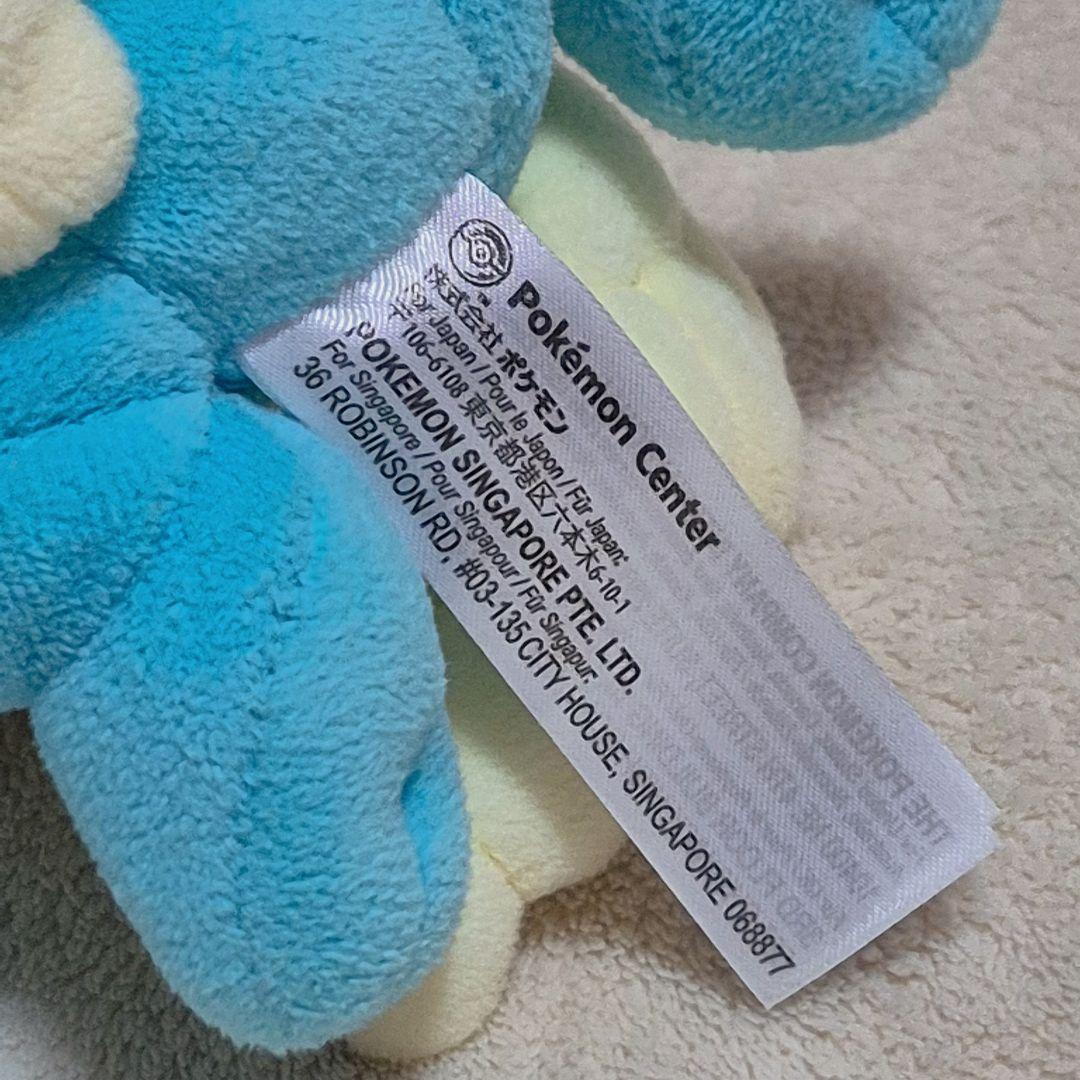 Pokémon Center
株式会社 ポケモン
For Japan / Pour le Japon / Für Japan:
〒106-6108 東京都港区六本木6-10-1
POKEMON SINGAPORE PTE. LTD.
For Singapore / Pour Singapour / Für Singapur:
36 ROBINSON RD, #03-135 CITY HOUSE, SINGAPORE 068877
THE POKÉMON COMPANY